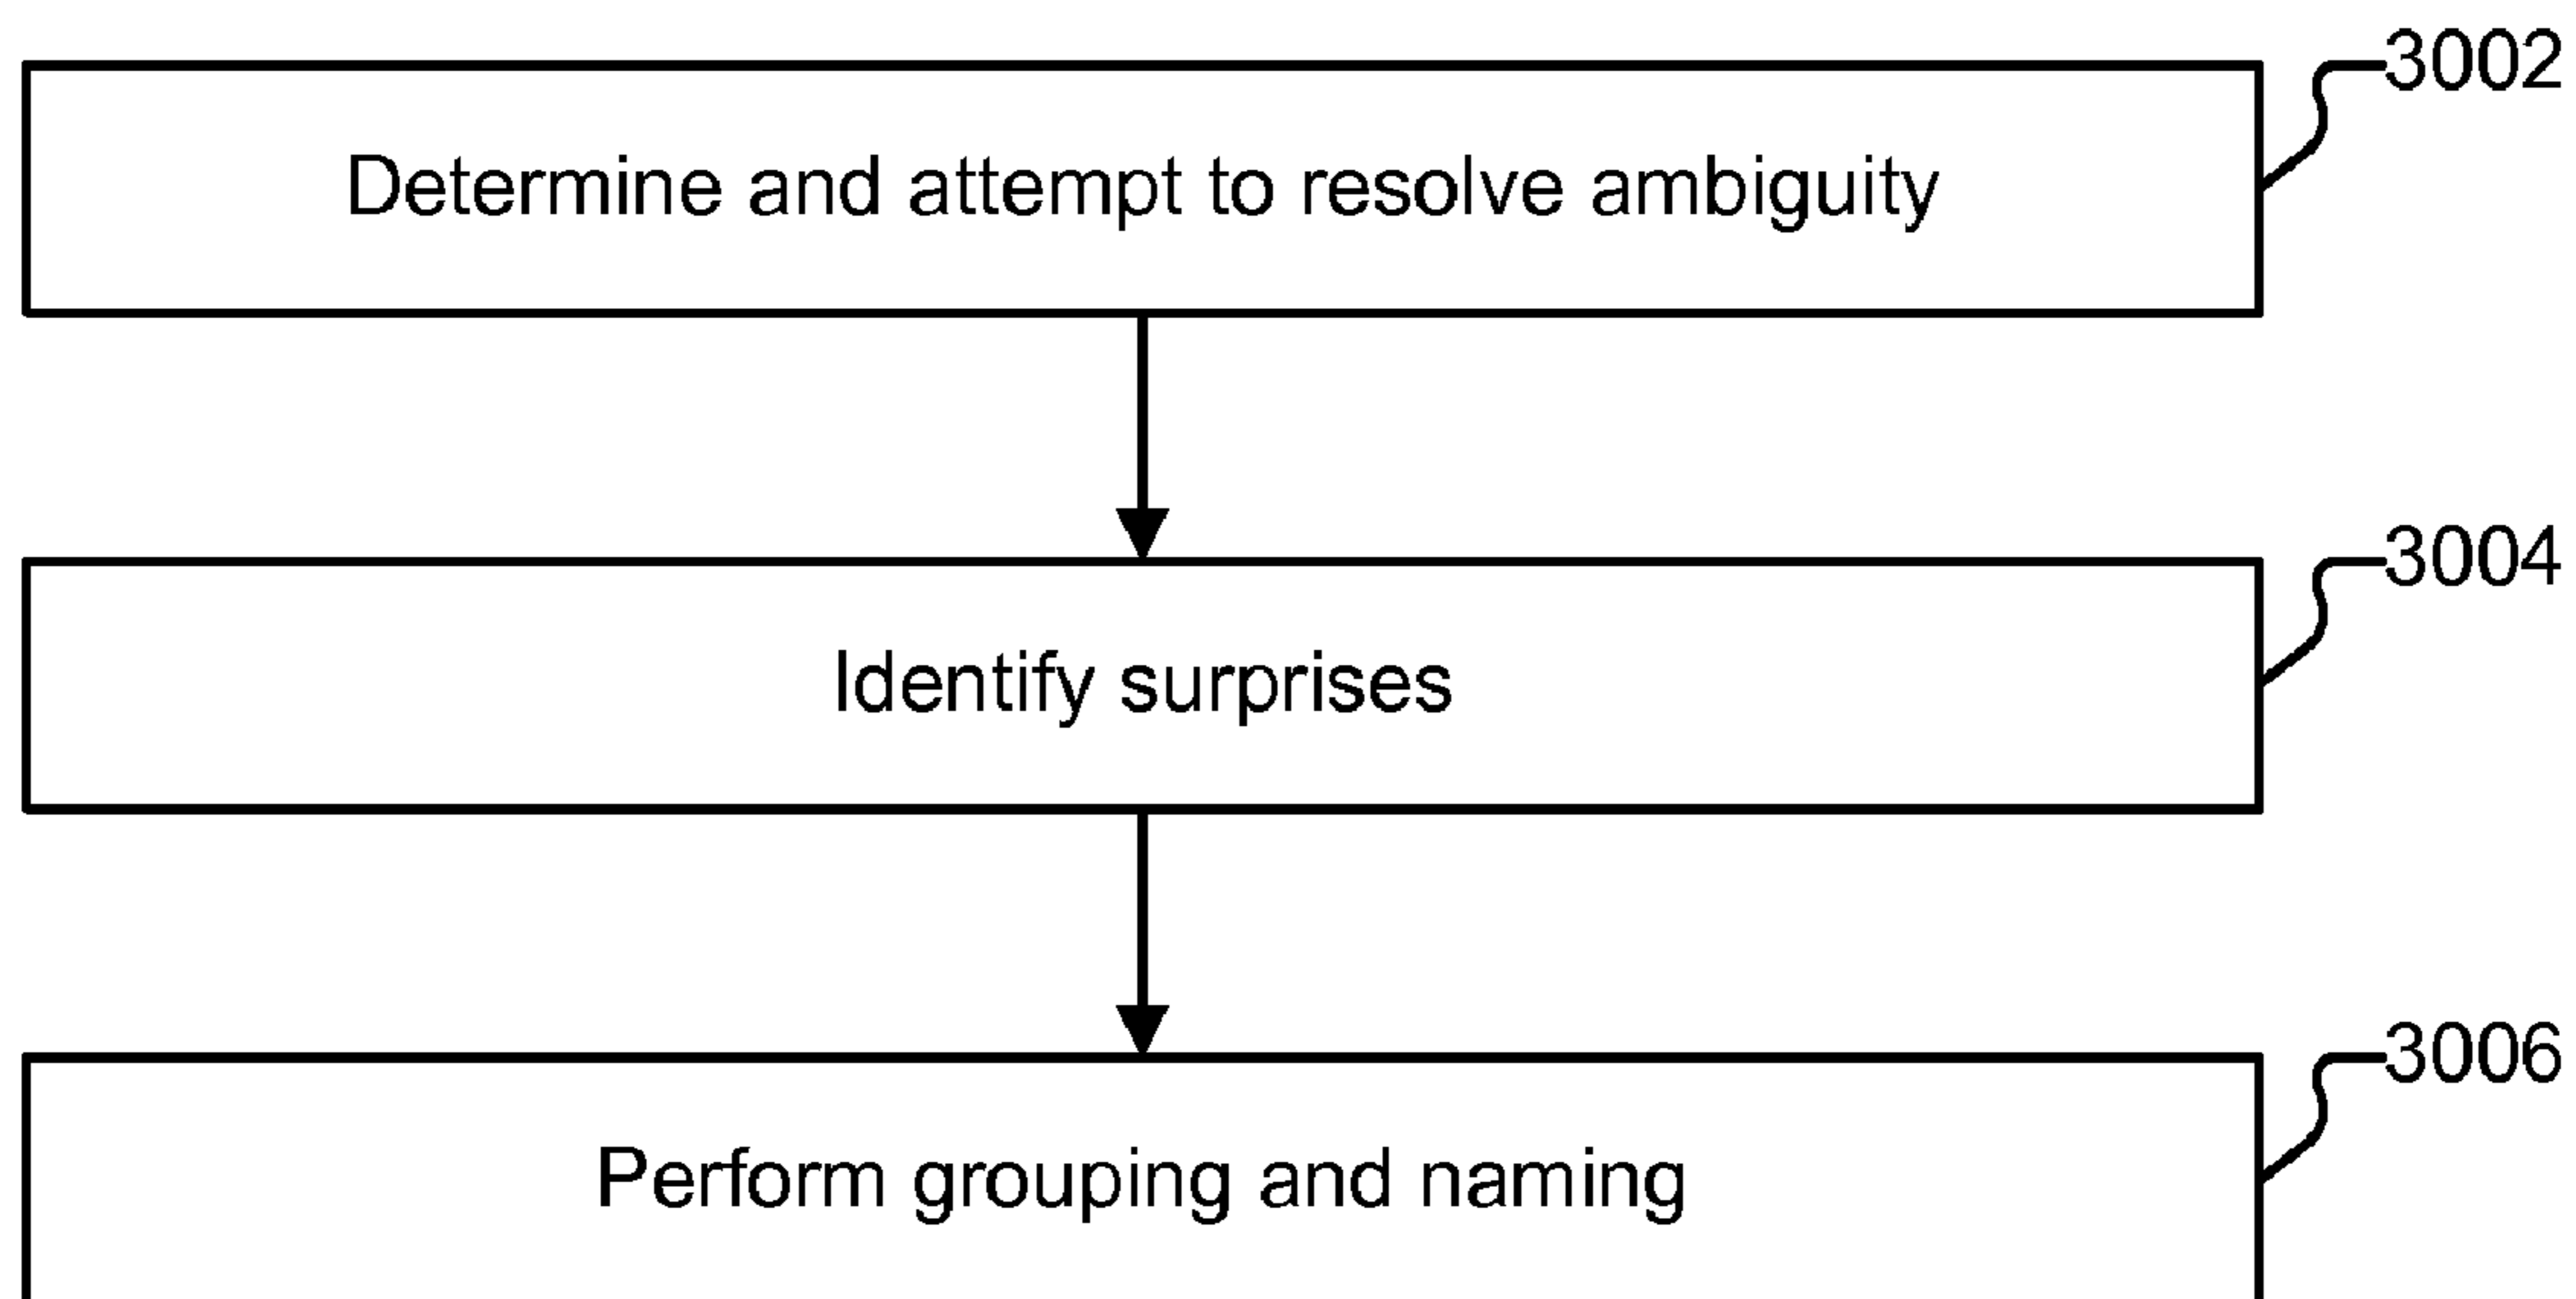 3002
Determine and attempt to resolve ambiguity
3004
Identify surprises
3006
Perform grouping and naming